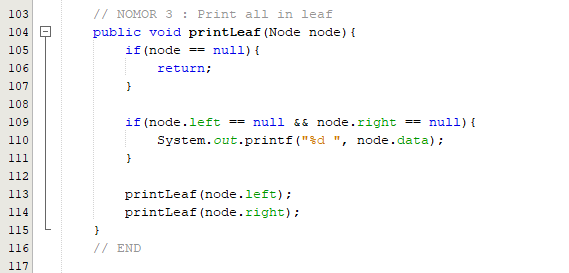 103 // NOMOR 3 : Print all in leaf
104 public void printLeaf(Node node){
105 if(node == null){
106 return;
107 }
108
109 if(node.left == null && node.right == null){
110 System.out.printf("%d ", node.data);
111 }
112
113 printLeaf(node.left);
114 printLeaf(node.right);
115 }
116 // END
117